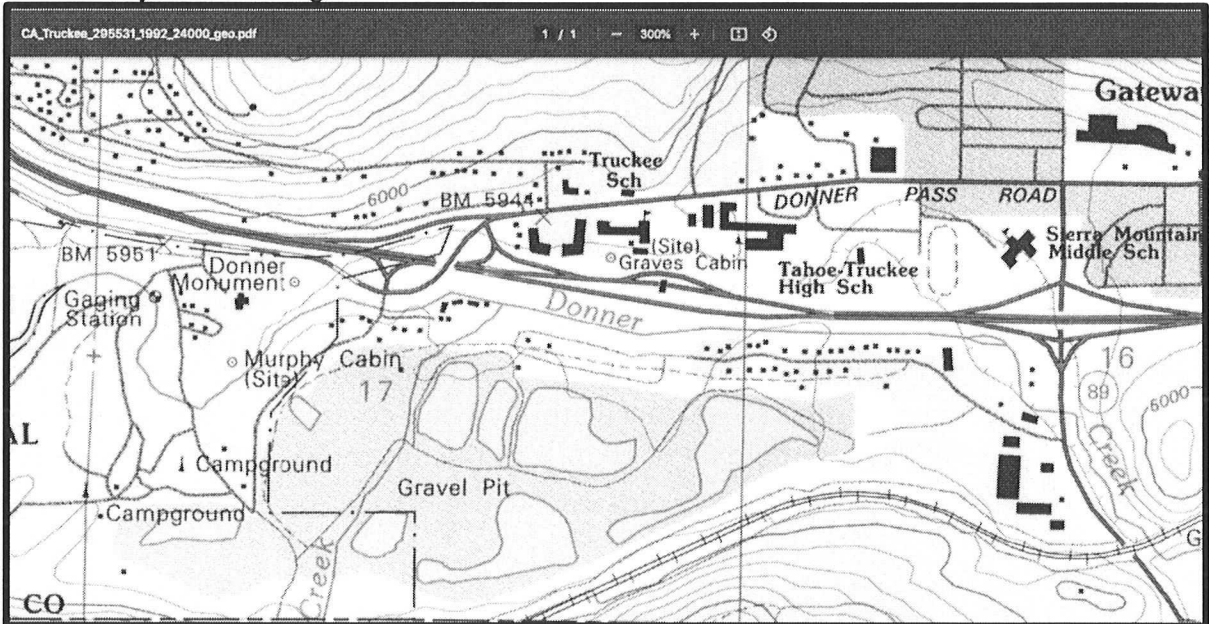 CA_Truckee_295531_1992_24000_geo.pdf
1 / 1 − 300% +
Gatewa
Truckee
Sch
6000
BM 5944
DONNER PASS ROAD
BM 5951
Donner
Monument
(Site)
Graves Cabin
Sierra Mountain
Middle Sch
Tahoe-Truckee
High Sch
Gaging
Station
Donner
Murphy Cabin
(Site)
17
16
89
6000
AL
Campground
Gravel Pit
Creek
Campground
G
Creek
CO